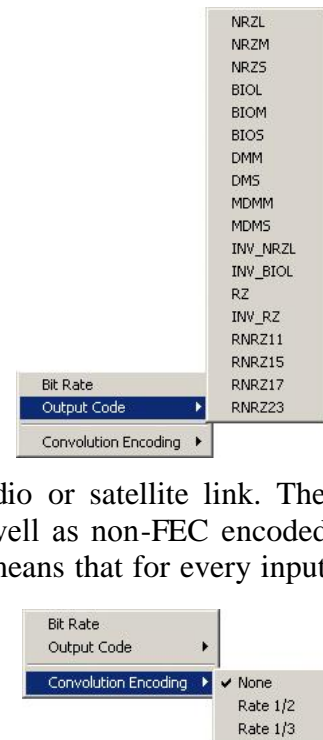 NRZL
NRZM
NRZS
BIOL
BIOM
BIOS
DMM
DMS
MDMM
MDMS
INV_NRZL
INV_BIOL
RZ
INV_RZ
RNRZ11
RNRZ15
RNRZ17
RNRZ23
Bit Rate
Output Code
Convolution Encoding
dio or satellite link. The
well as non-FEC encoded
means that for every input
Bit Rate
Output Code
Convolution Encoding
None
Rate 1/2
Rate 1/3